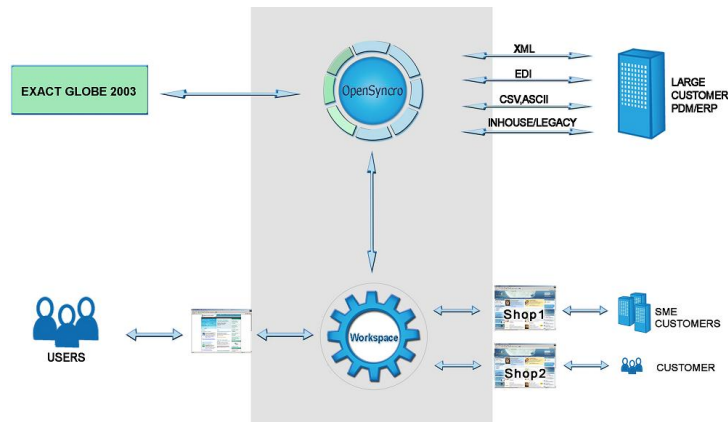 XML
EXACT GLOBE 2003
OpenSyncro
EDI
CSV,ASCII
INHOUSE/LEGACY
LARGE
CUSTOMER
PDM/ERP
USERS
Workspace
Shop1
SME
CUSTOMERS
Shop2
CUSTOMER